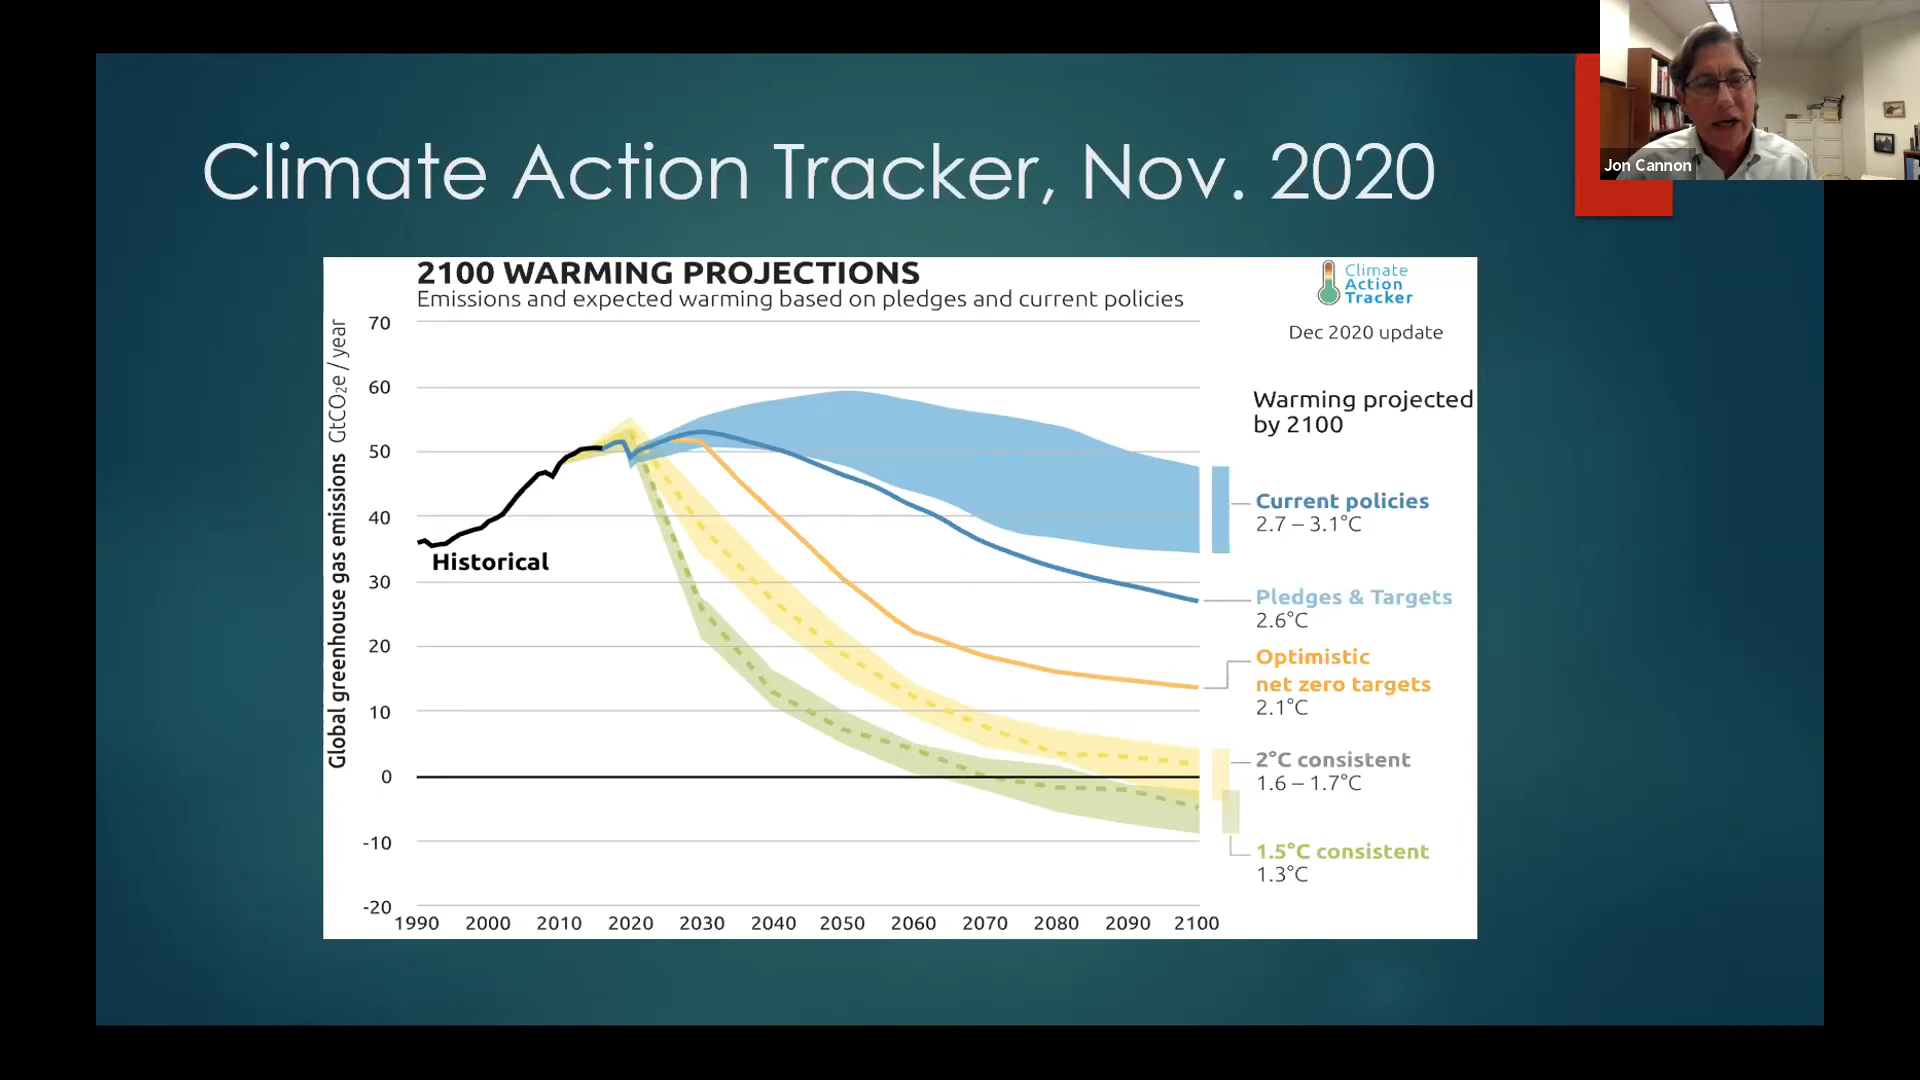 Climate Action Tracker, Nov. 2020
Jon Cannon
2100 WARMING PROJECTIONS
Emissions and expected warming based on pledges and current policies
Climate
Action
Tracker
Dec 2020 update
Global greenhouse gas emissions GtCO₂e / year
70
60
50
40
30
20
10
0
-10
-20
Historical
1990 2000 2010 2020 2030 2040 2050 2060 2070 2080 2090 2100
Warming projected
by 2100
Current policies
2.7 – 3.1°C
Pledges & Targets
2.6°C
Optimistic
net zero targets
2.1°C
2°C consistent
1.6 – 1.7°C
1.5°C consistent
1.3°C